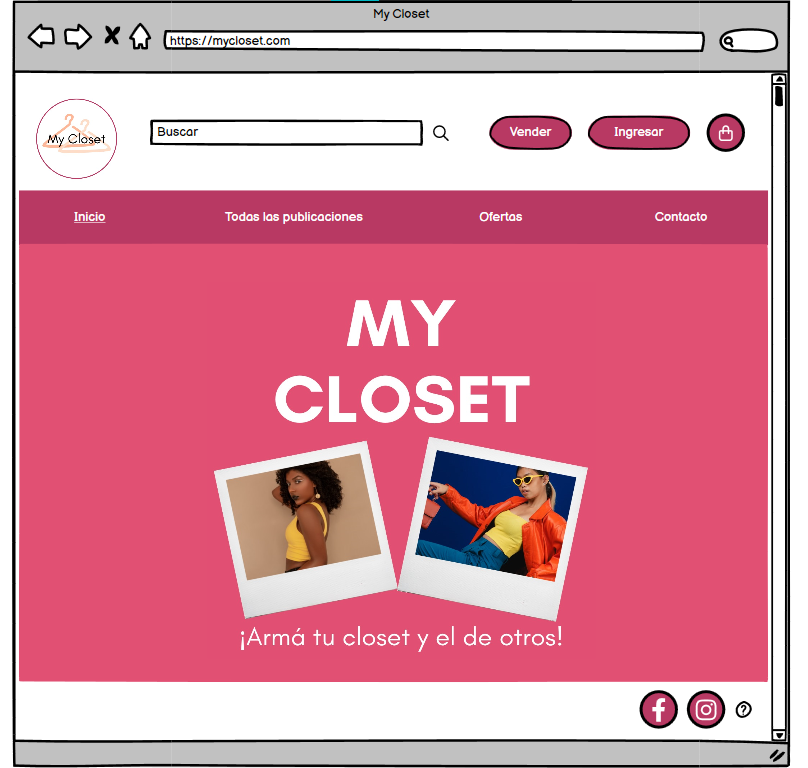 My Closet
https://mycloset.com
My Closet
Buscar
Vender
Ingresar
Inicio
Todas las publicaciones
Ofertas
Contacto
MY
CLOSET
¡Armá tu closet y el de otros!
?